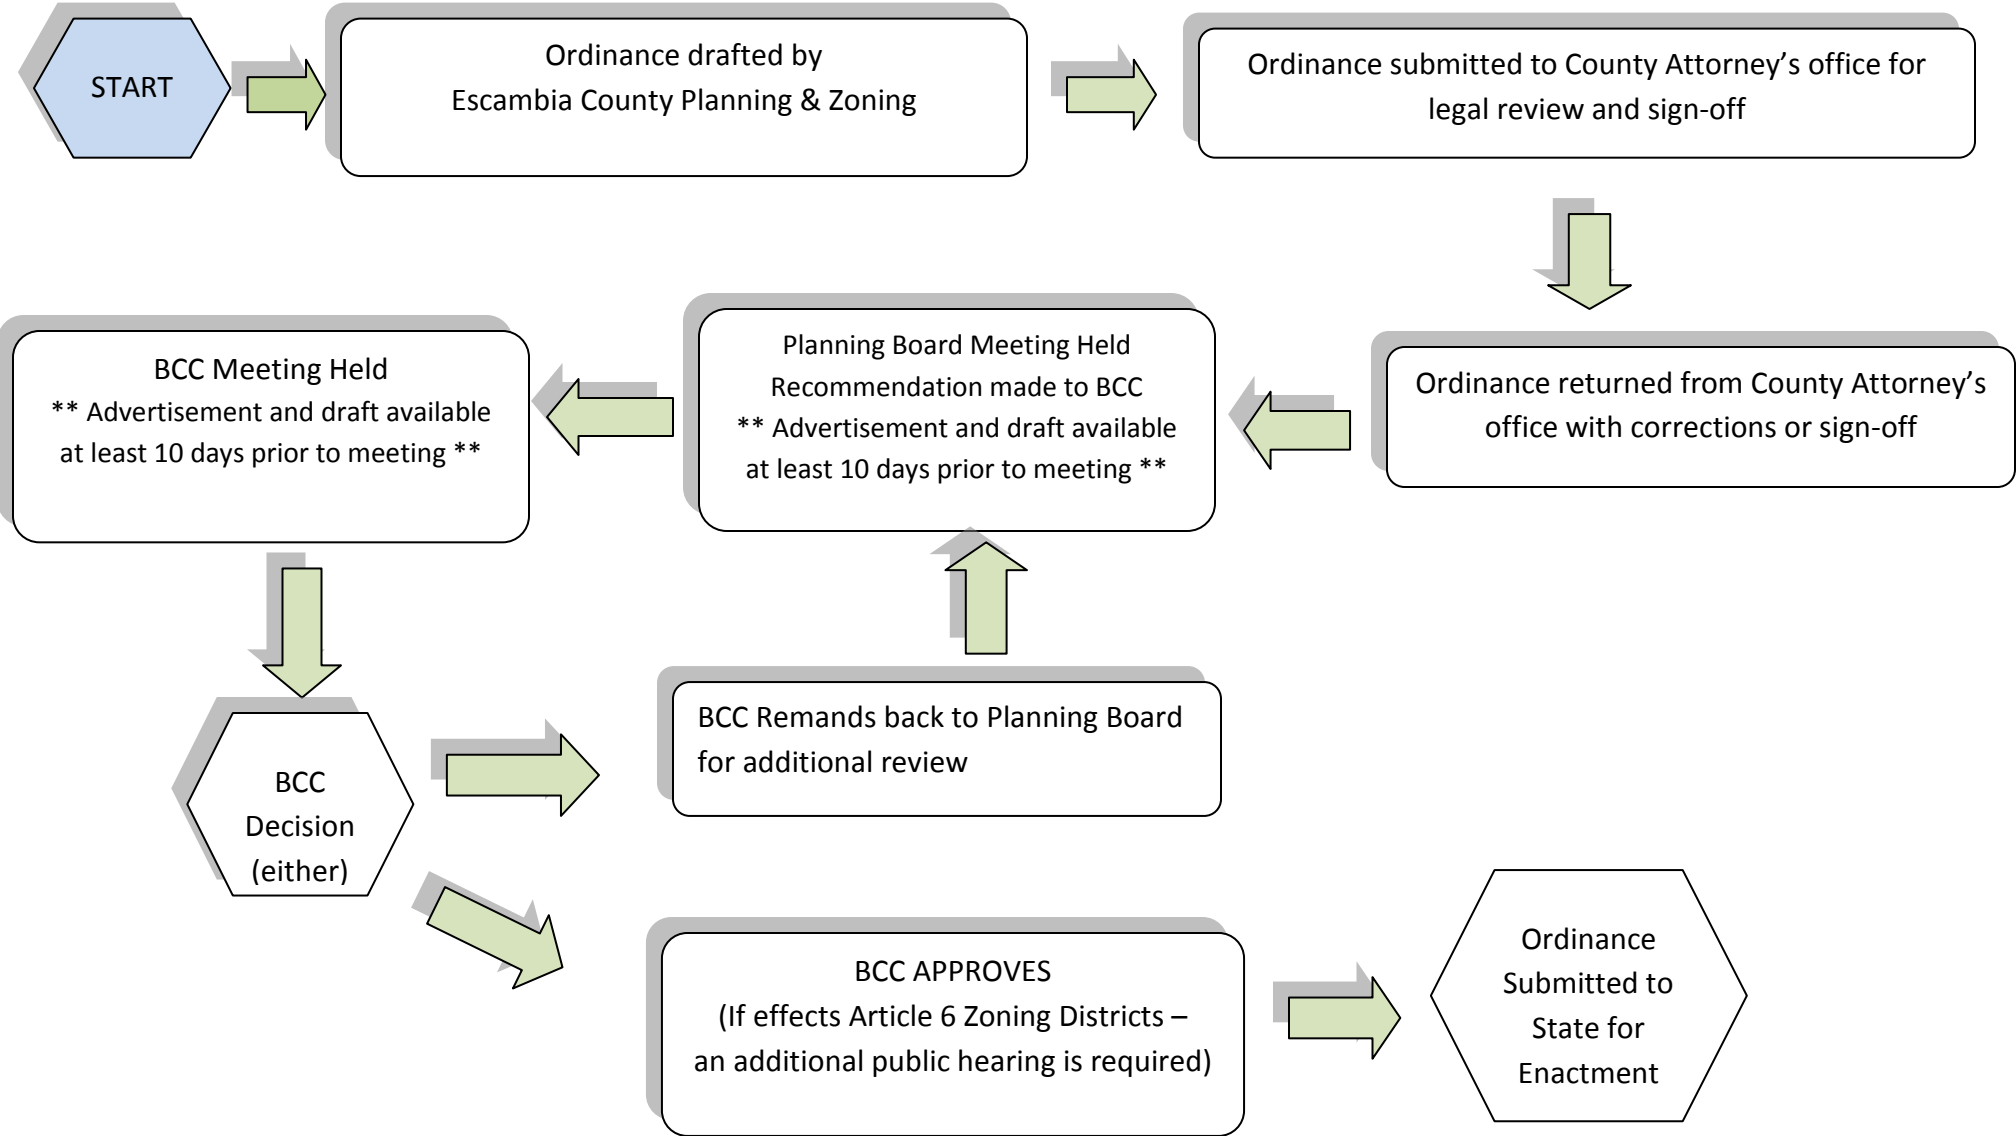 START
Ordinance drafted by
Escambia County Planning & Zoning
Ordinance submitted to County Attorney’s office for
legal review and sign-off
Ordinance returned from County Attorney’s
office with corrections or sign-off
Planning Board Meeting Held
Recommendation made to BCC
** Advertisement and draft available
at least 10 days prior to meeting **
BCC Meeting Held
** Advertisement and draft available
at least 10 days prior to meeting **
BCC
Decision
(either)
BCC Remands back to Planning Board
for additional review
BCC APPROVES
(If effects Article 6 Zoning Districts –
an additional public hearing is required)
Ordinance
Submitted to
State for
Enactment